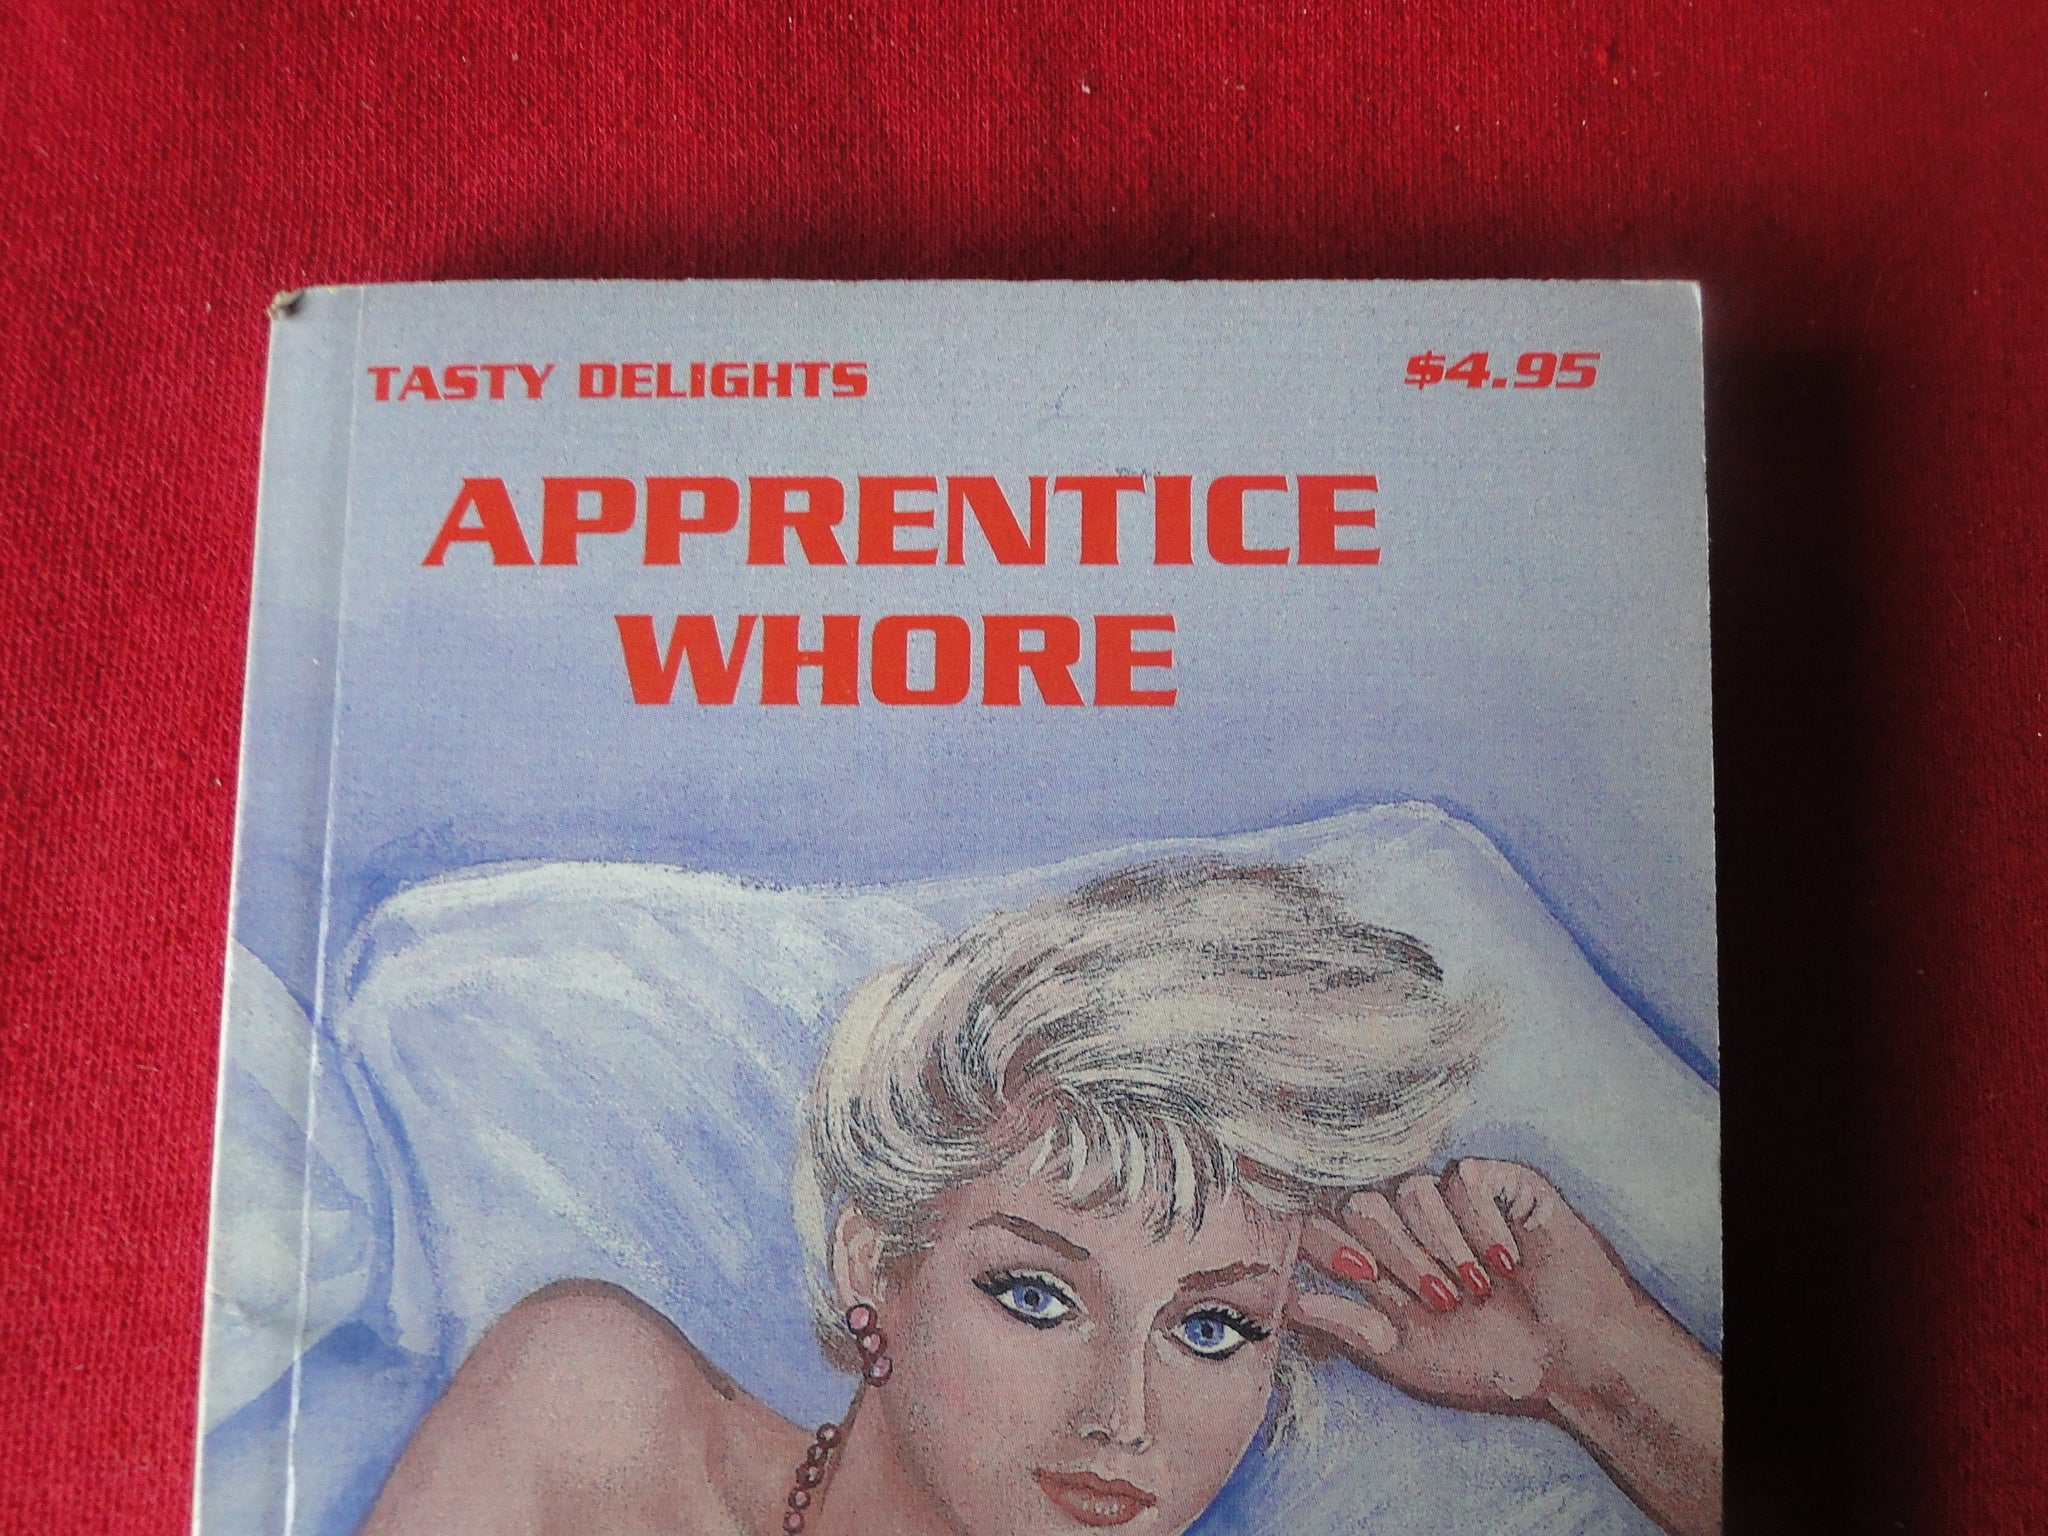 TASTY DELIGHTS
$4.95
APPRENTICE
WHORE